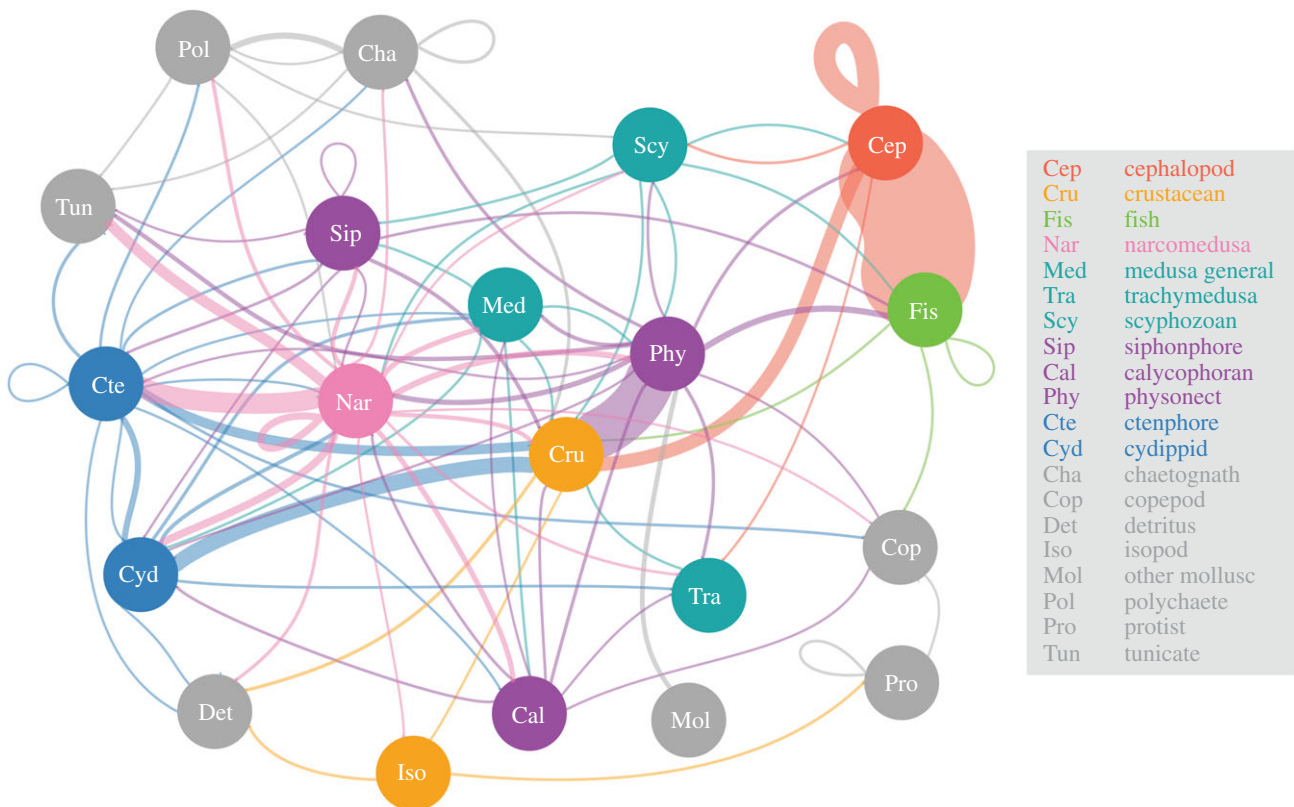 Pol
Cha
Scy
Cep
Tun
Sip
Med
Fis
Phy
Cte
Nar
Cru
Cyd
Cop
Tra
Det
Cal
Mol
Pro
Iso
Cep cephalopod
Cru crustacean
Fis fish
Nar narcomedusa
Med medusa general
Tra trachymedusa
Scy scyphozoan
Sip siphonphore
Cal calycophoran
Phy physonect
Cte ctenphore
Cyd cydippid
Cha chaetognath
Cop copepod
Det detritus
Iso isopod
Mol other mollusc
Pol polychaete
Pro protist
Tun tunicate